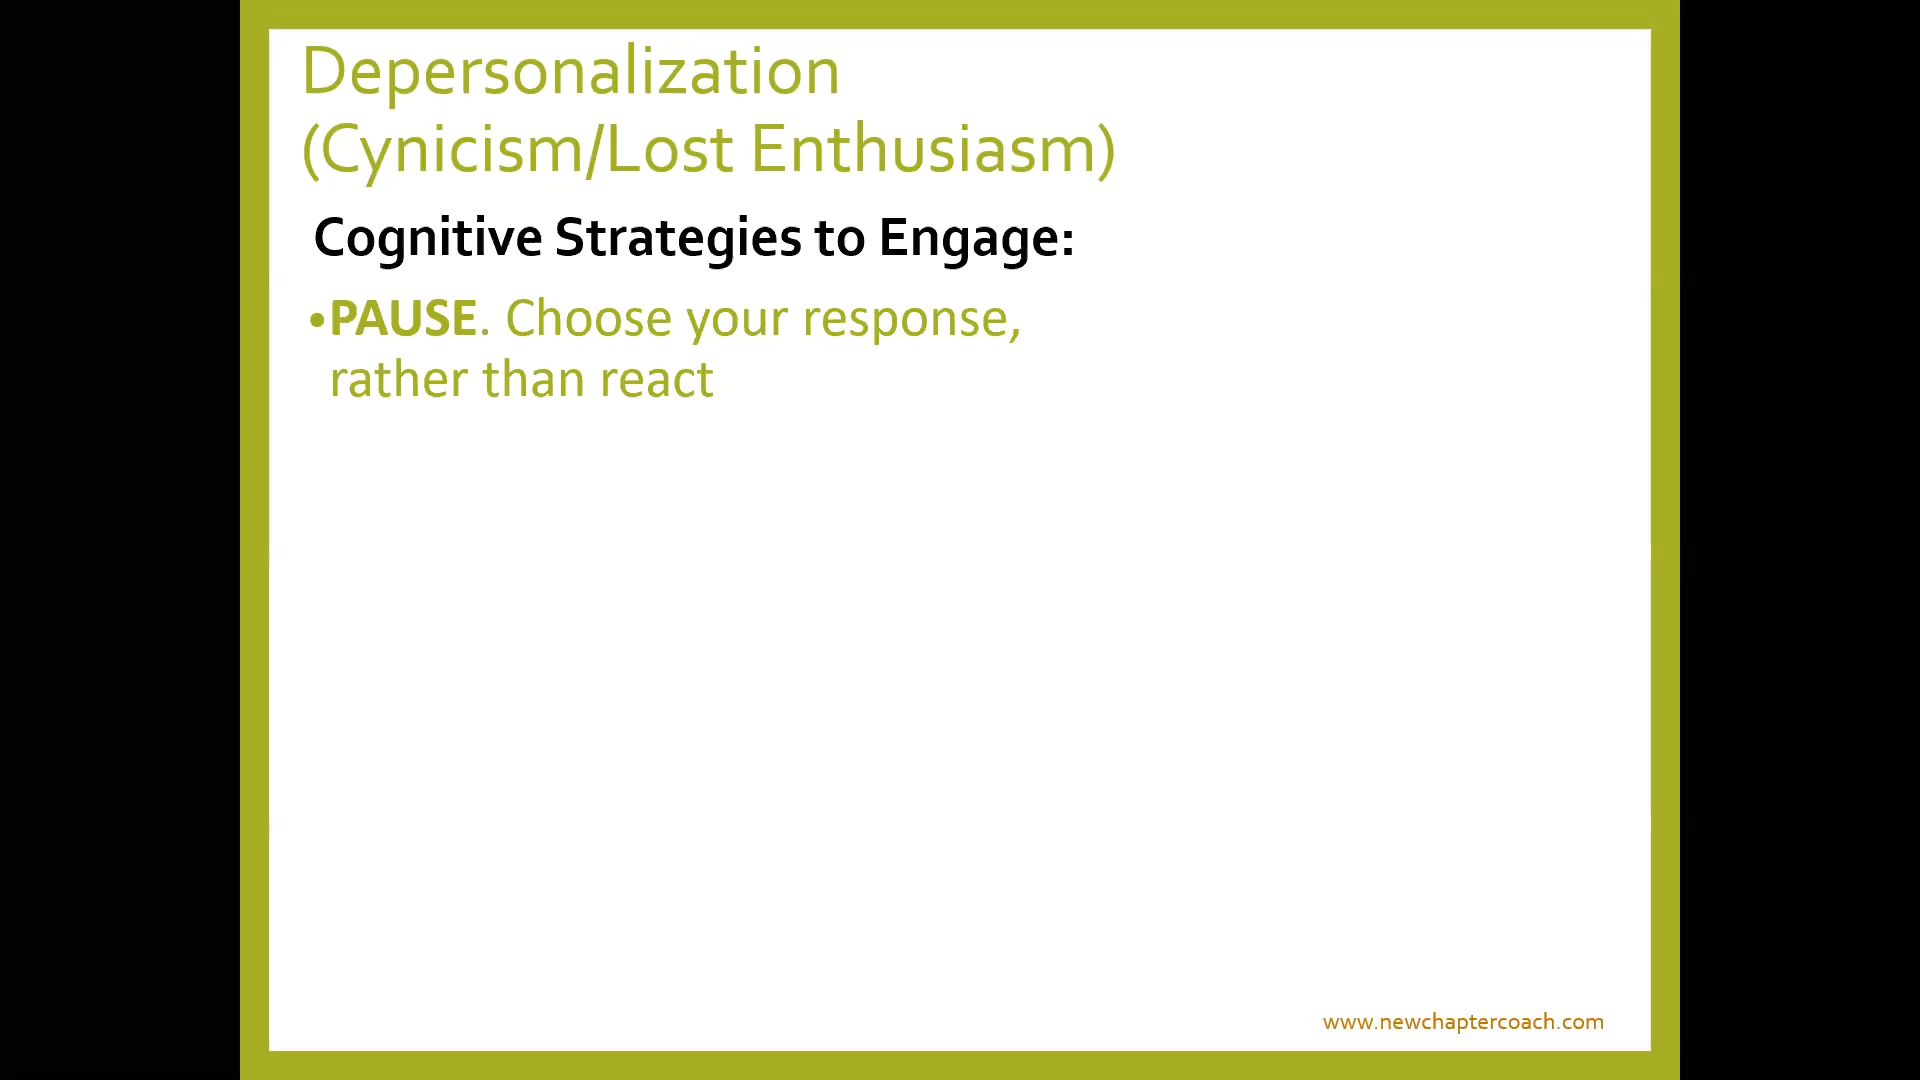 Depersonalization
(Cynicism/Lost Enthusiasm)
Cognitive Strategies to Engage:
•PAUSE. Choose your response,
rather than react
www.newchaptercoach.com